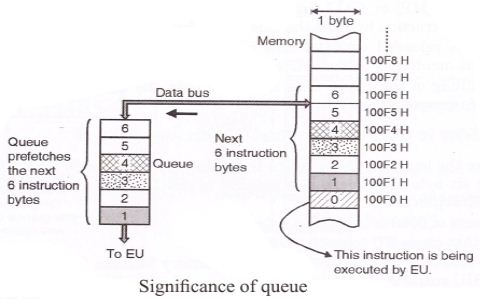 1 byte
Memory
100F8 H
100F7 H
6 100F6 H
5 100F5 H
4 100F4 H
3 100F3 H
2 100F2 H
1 100F1 H
0 100F0 H
Data bus
Next
6 instruction
bytes
6
5
4
3
2
1
Queue
Queue
prefetches
the next
6 instruction
bytes
To EU
This instruction is being
executed by EU.
Significance of queue